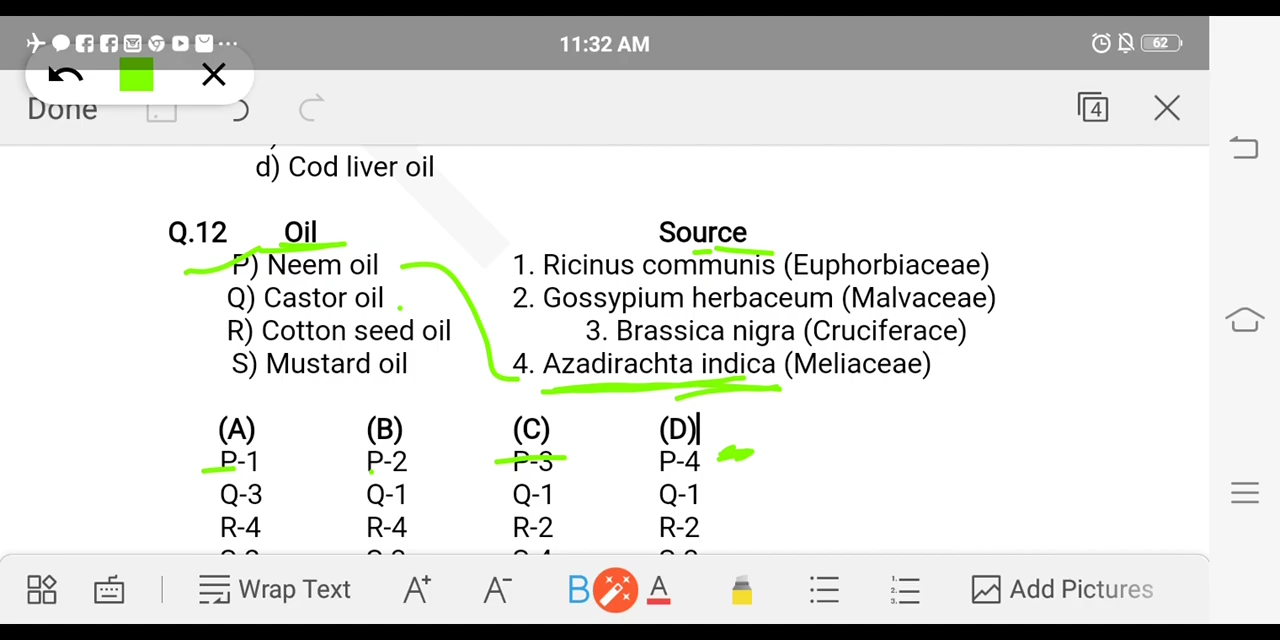 11:32 AM
62
Done
4
d) Cod liver oil
Q.12 Oil Source
P) Neem oil 1. Ricinus communis (Euphorbiaceae)
Q) Castor oil 2. Gossypium herbaceum (Malvaceae)
R) Cotton seed oil 3. Brassica nigra (Cruciferace)
S) Mustard oil 4. Azadirachta indica (Meliaceae)
(A) (B) (C) (D)
P-1 P-2 P-3 P-4
Q-3 Q-1 Q-1 Q-1
R-4 R-4 R-2 R-2
Wrap Text A+ A- B A Add Pictures